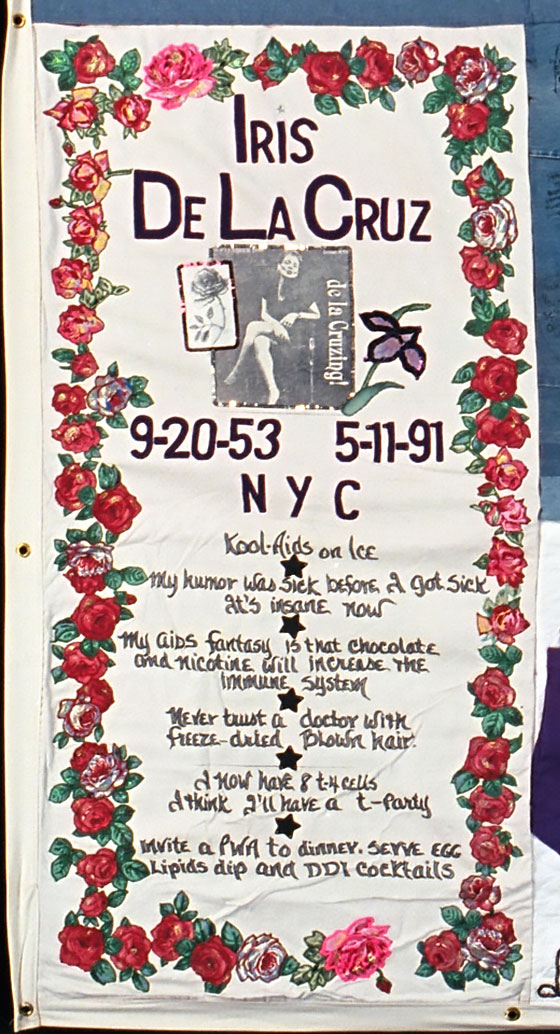 IRIS
DE LA CRUZ
de la Cruzing!
9-20-53 5-11-91
NYC
Kool-Aids on Ice
My humor was sick before I got sick
It's insane now
My aids fantasy is that chocolate
and nicotine will increase the
immune system
Never trust a doctor with
freeze-dried blown hair.
I now have 8 t-4 cells
I think I'll have a t-party
Invite a PWA to dinner. Serve egg
Lipids dip and DDI cocktails